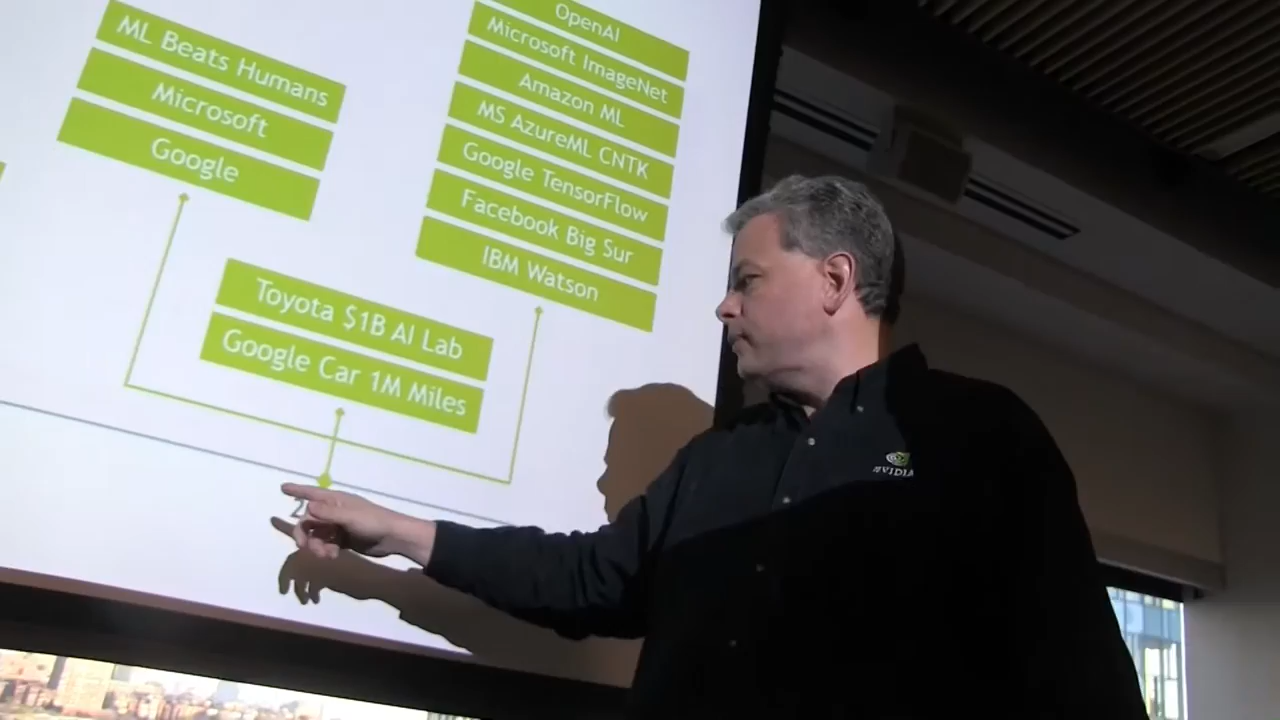 ML Beats Humans
Microsoft
Google
OpenAI
Microsoft ImageNet
Amazon ML
MS AzureML CNTK
Google TensorFlow
Facebook Big Sur
IBM Watson
Toyota $1B AI Lab
Google Car 1M Miles
NVIDIA